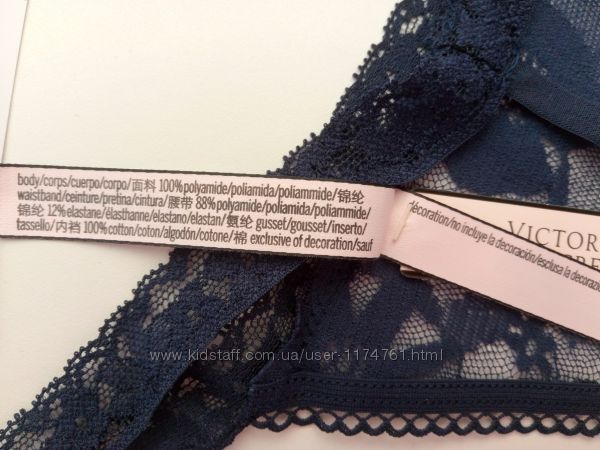 body/corps/cuerpo/corpo/面料 100%polyamide/poliamida/poliammide/锦纶
waistband/ceinture/pretina/cintura/腰带 88%polyamide/poliamida/poliammide/
锦纶 12%elastane/élasthanne/elastano/elastan/氨纶 gusset/gousset/inserto/
tassello/内裆 100%cotton/coton/algodón/cotone/棉 exclusive of decoration/sauf
décoration/no incluye la decoración/esclusa la decorazio
VICTOR
www.kidstaff.com.ua/user-1174761.html